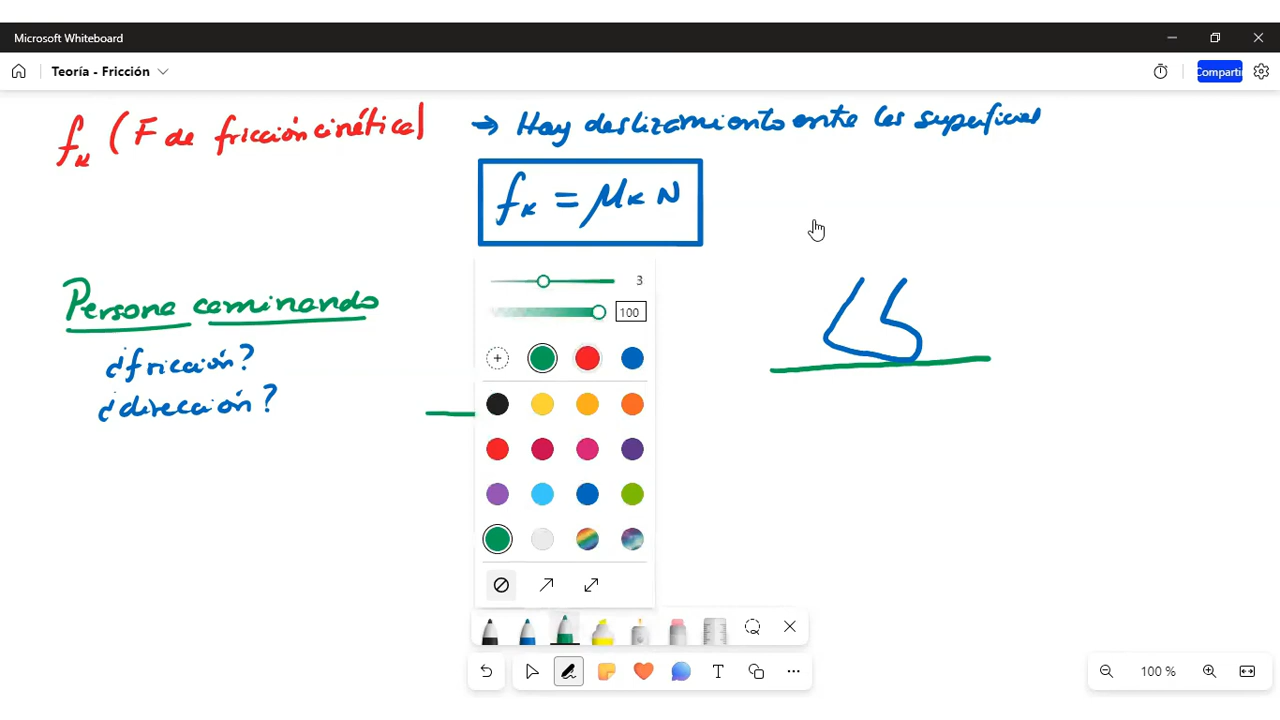 Microsoft Whiteboard
Teoría - Fricción
Comparti
fk (F de fricción cinética)
→ Hay deslizamiento entre las superficies
fk = μk N
3
100
Persona caminando
¿fricción?
¿dirección?
T
100 %